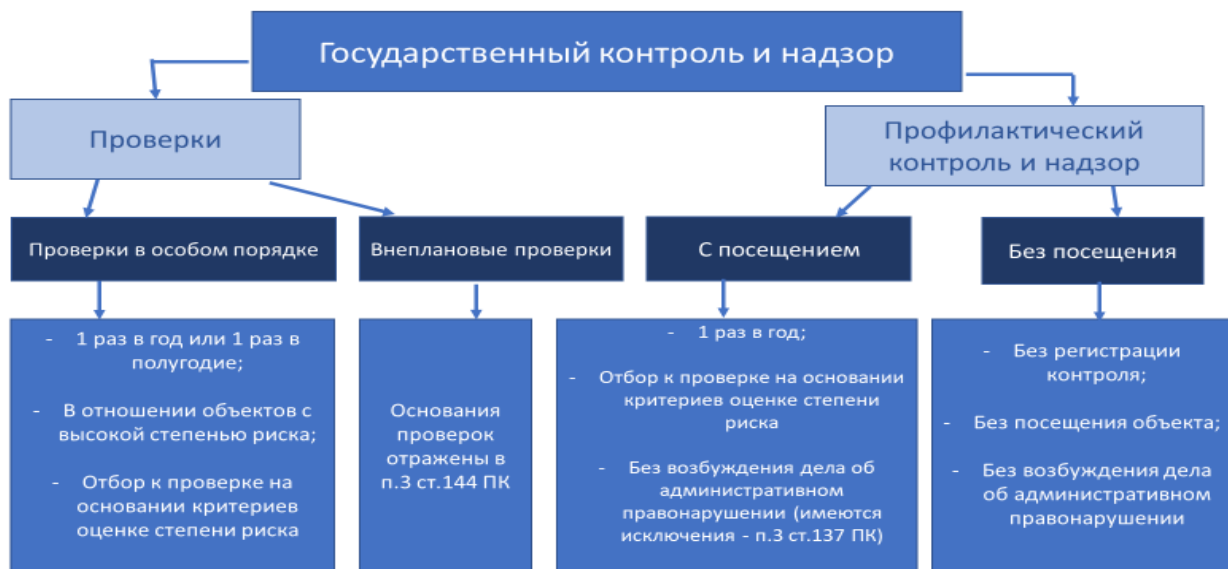 Государственный контроль и надзор
Проверки
Профилактический
контроль и надзор
Проверки в особом порядке
Внеплановые проверки
С посещением
Без посещения
- 1 раз в год или 1 раз в
полугодие;
- В отношении объектов с
высокой степенью риска;
- Отбор к проверке на
основании критериев
оценке степени риска
Основания
проверок
отражены в
п.3 ст.144 ПК
- 1 раз в год;
- Отбор к проверке на основании
критериев оценке степени
риска
- Без возбуждения дела об
административном
правонарушении (имеются
исключения - п.3 ст.137 ПК)
- Без регистрации
контроля;
- Без посещения объекта;
- Без возбуждения дела
об административном
правонарушении